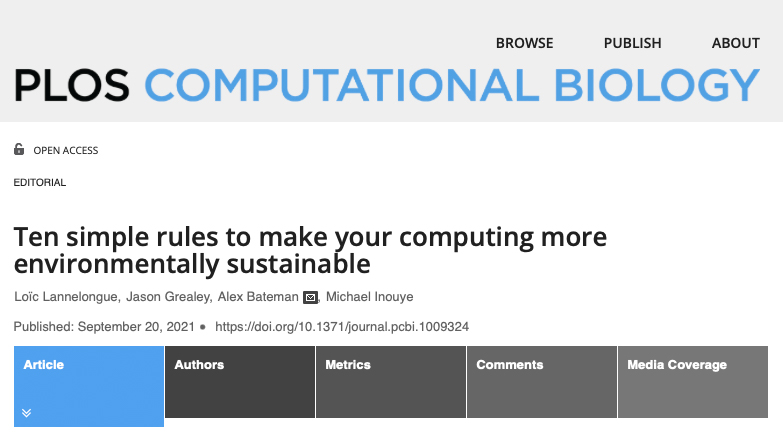 BROWSE PUBLISH ABOUT
PLOS COMPUTATIONAL BIOLOGY
OPEN ACCESS
EDITORIAL
Ten simple rules to make your computing more
environmentally sustainable
Loïc Lannelongue, Jason Grealey, Alex Bateman , Michael Inouye
Published: September 20, 2021 • https://doi.org/10.1371/journal.pcbi.1009324
Article Authors Metrics Comments Media Coverage